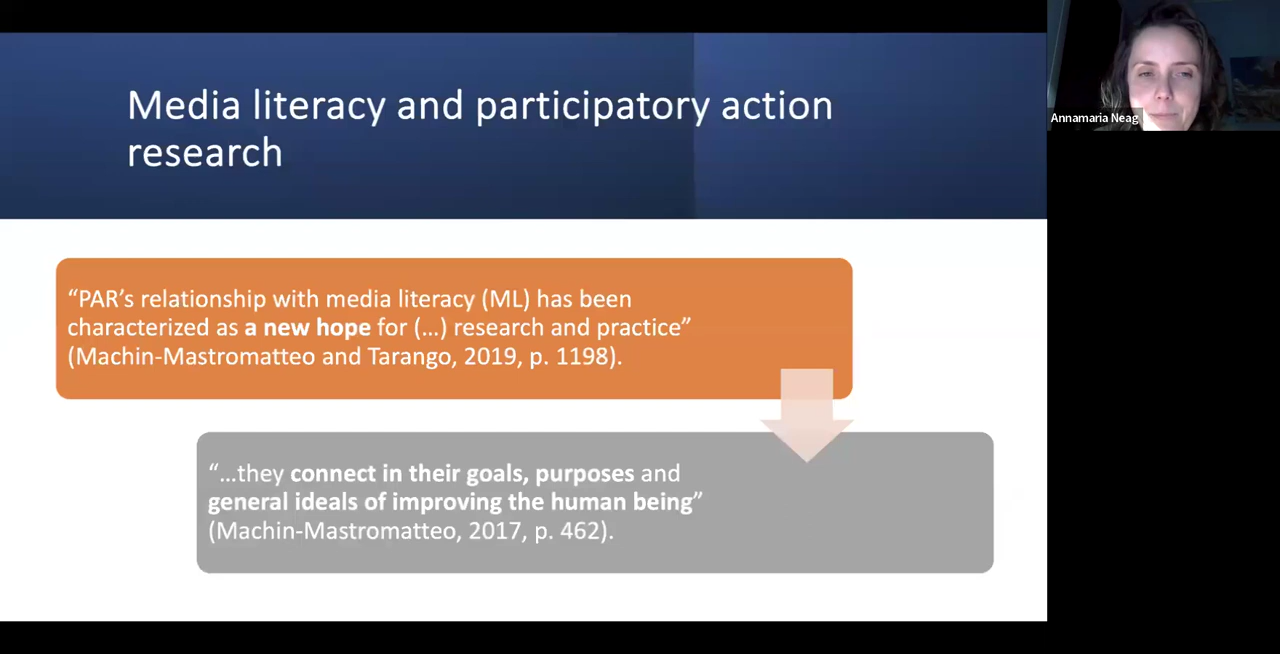 Media literacy and participatory action
research
“PAR’s relationship with media literacy (ML) has been
characterized as a new hope for (...) research and practice”
(Machin-Mastromatteo and Tarango, 2019, p. 1198).
“...they connect in their goals, purposes and
general ideals of improving the human being”
(Machin-Mastromatteo, 2017, p. 462).
Annamaria Neag